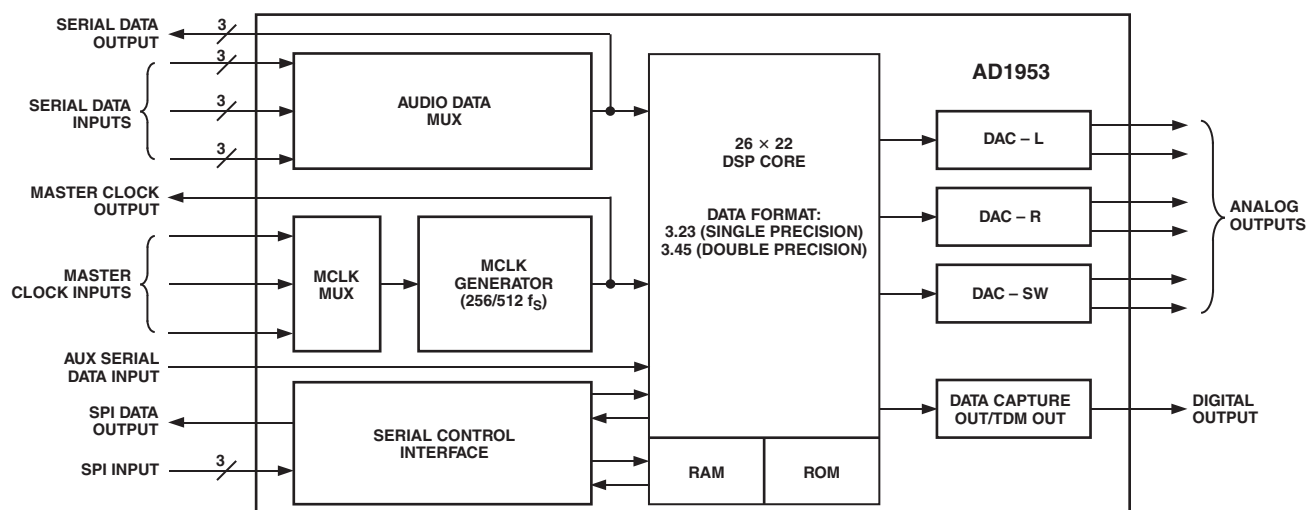 SERIAL DATA
OUTPUT
3
3
SERIAL DATA
INPUTS
3
3
AUDIO DATA
MUX
MASTER CLOCK
OUTPUT
MASTER
CLOCK INPUTS
MCLK
MUX
MCLK
GENERATOR
(256/512 fS)
AUX SERIAL
DATA INPUT
SPI DATA
OUTPUT
SPI INPUT
3
SERIAL CONTROL
INTERFACE
26 × 22
DSP CORE
DATA FORMAT:
3.23 (SINGLE PRECISION)
3.45 (DOUBLE PRECISION)
RAM
ROM
AD1953
DAC – L
DAC – R
DAC – SW
ANALOG
OUTPUTS
DATA CAPTURE
OUT/TDM OUT
DIGITAL
OUTPUT